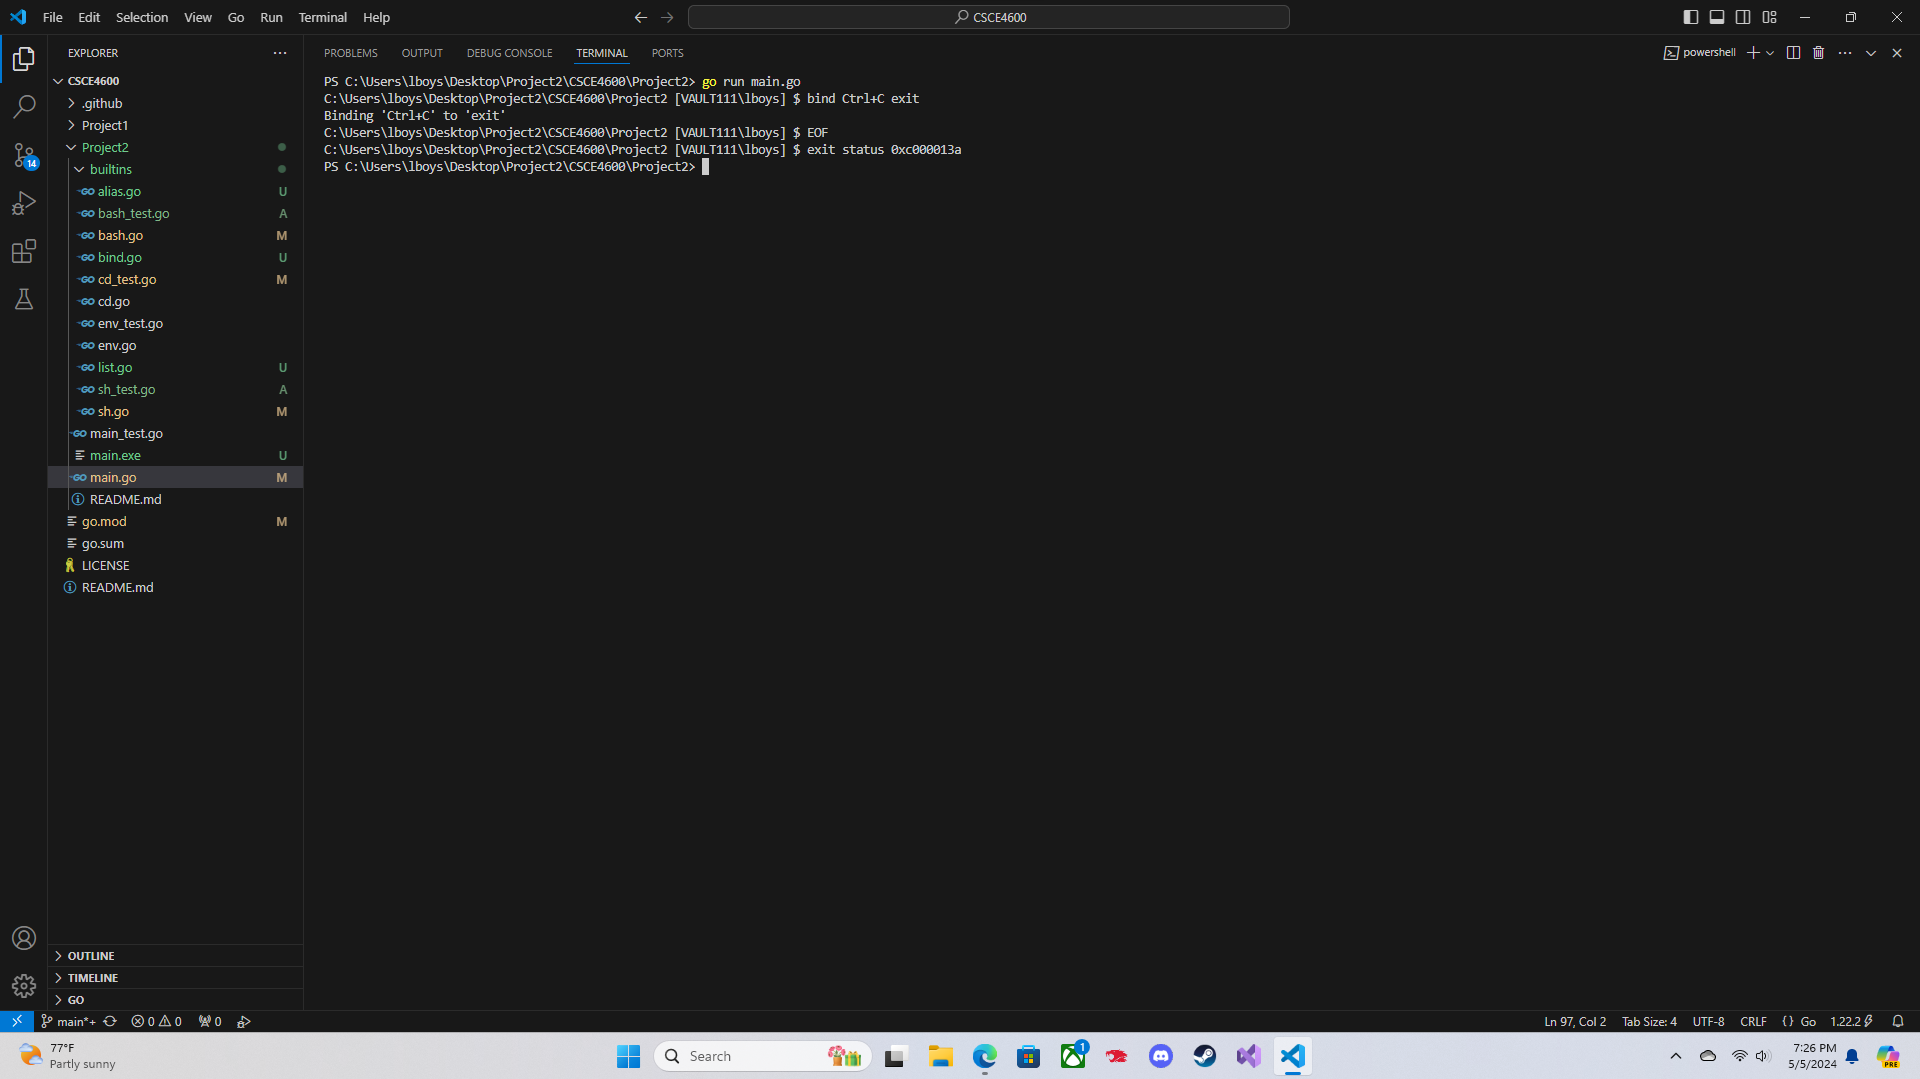 File Edit Selection View Go Run Terminal Help
CSCE4600
EXPLORER
CSCE4600
.github
Project1
Project2
builtins
alias.go U
bash_test.go A
bash.go M
bind.go U
cd_test.go M
cd.go
env_test.go
env.go
list.go U
sh_test.go A
sh.go M
main_test.go
main.exe U
main.go M
README.md
go.mod M
go.sum
LICENSE
README.md
14
OUTLINE
TIMELINE
GO
PROBLEMS OUTPUT DEBUG CONSOLE TERMINAL PORTS
powershell
PS C:\Users\lboys\Desktop\Project2\CSCE4600\Project2> go run main.go
C:\Users\lboys\Desktop\Project2\CSCE4600\Project2 [VAULT111\lboys] $ bind Ctrl+C exit
Binding 'Ctrl+C' to 'exit'
C:\Users\lboys\Desktop\Project2\CSCE4600\Project2 [VAULT111\lboys] $ EOF
C:\Users\lboys\Desktop\Project2\CSCE4600\Project2 [VAULT111\lboys] $ exit status 0xc000013a
PS C:\Users\lboys\Desktop\Project2\CSCE4600\Project2>
main*+ 0 0 0
Ln 97, Col 2 Tab Size: 4 UTF-8 CRLF {} Go 1.22.2
77°F
Partly sunny
Search
1
7:26 PM
5/5/2024
PRE